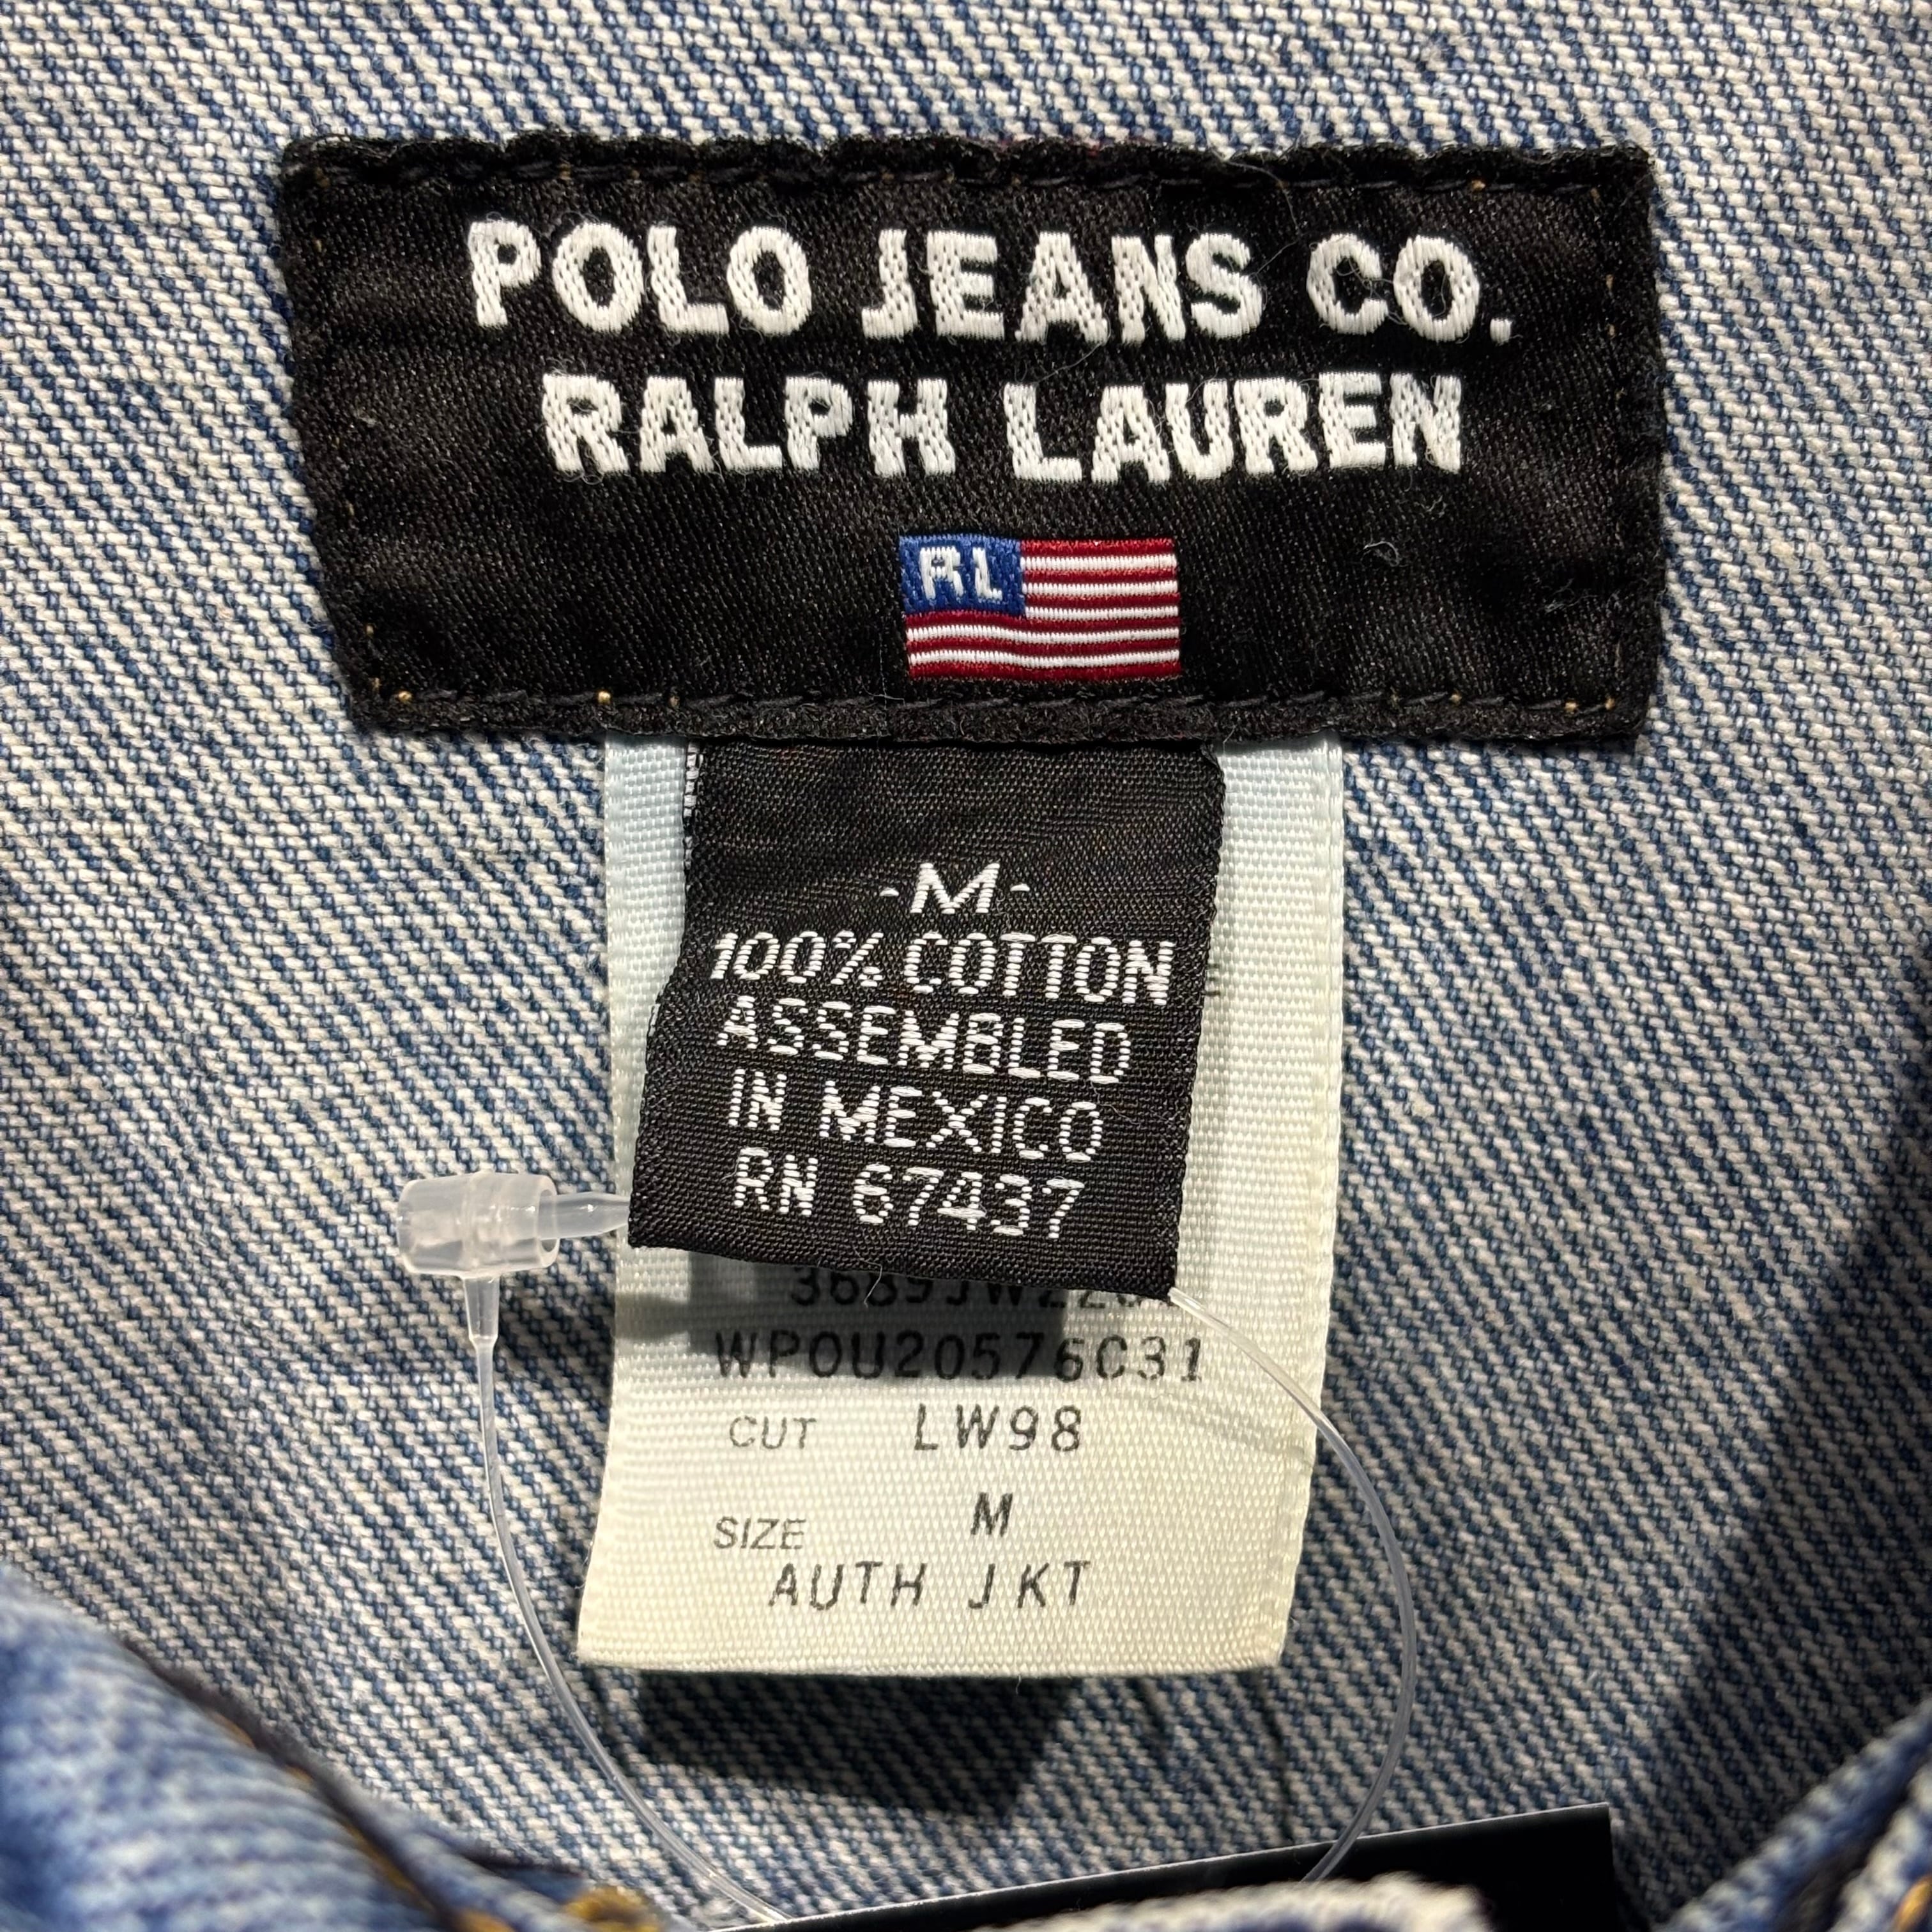 POLO JEANS CO.
RALPH LAUREN
RL
-M-
100% COTTON
ASSEMBLED
IN MEXICO
RN 67437
WPOU20576C31
CUT LW98
SIZE M
AUTH JKT